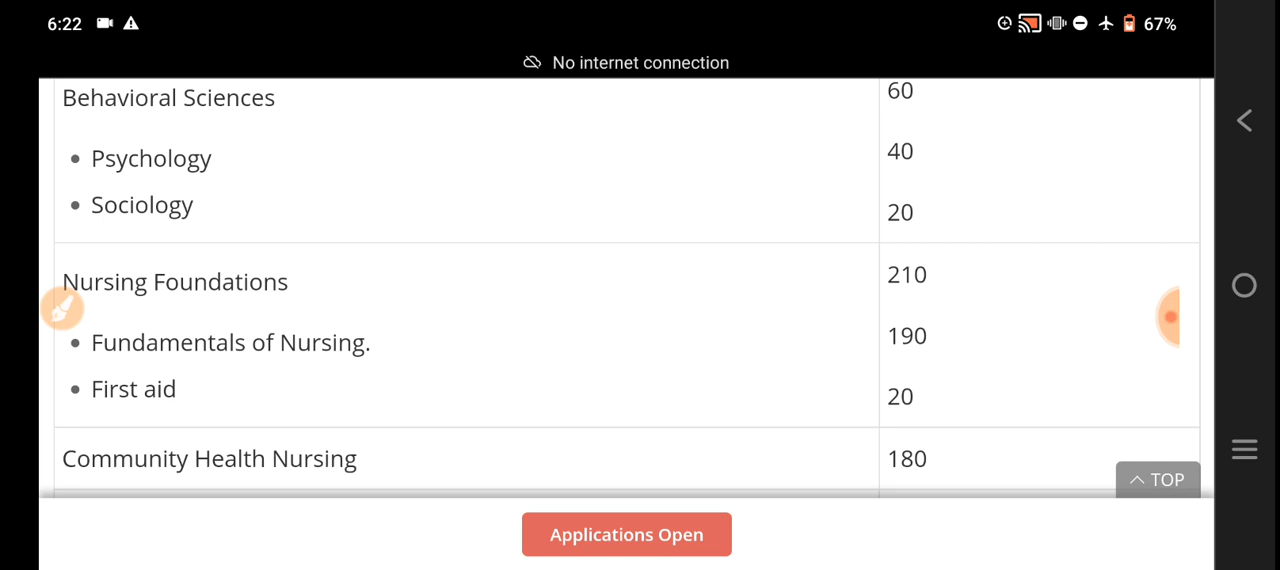 6:22
67%
No internet connection
Behavioral Sciences 60
Psychology 40
Sociology 20
Nursing Foundations 210
Fundamentals of Nursing. 190
First aid 20
Community Health Nursing 180
TOP
Applications Open